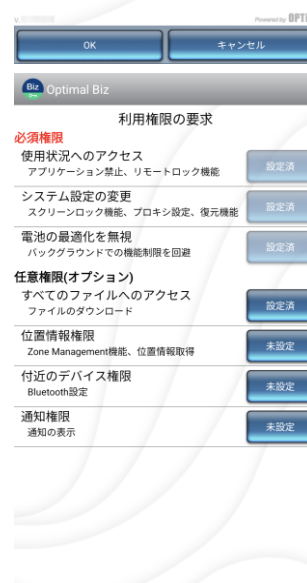 V.
Powered by OPTI
OK
キャンセル
Biz
Optimal Biz
利用権限の要求
必須権限
使用状況へのアクセス
アプリケーション禁止、リモートロック機能
設定済
システム設定の変更
スクリーンロック機能、プロキシ設定、復元機能
設定済
電池の最適化を無視
バックグラウンドでの機能制限を回避
設定済
任意権限(オプション)
すべてのファイルへのアクセス
ファイルのダウンロード
設定済
位置情報権限
Zone Management機能、位置情報取得
未設定
付近のデバイス権限
Bluetooth設定
未設定
通知権限
通知の表示
未設定